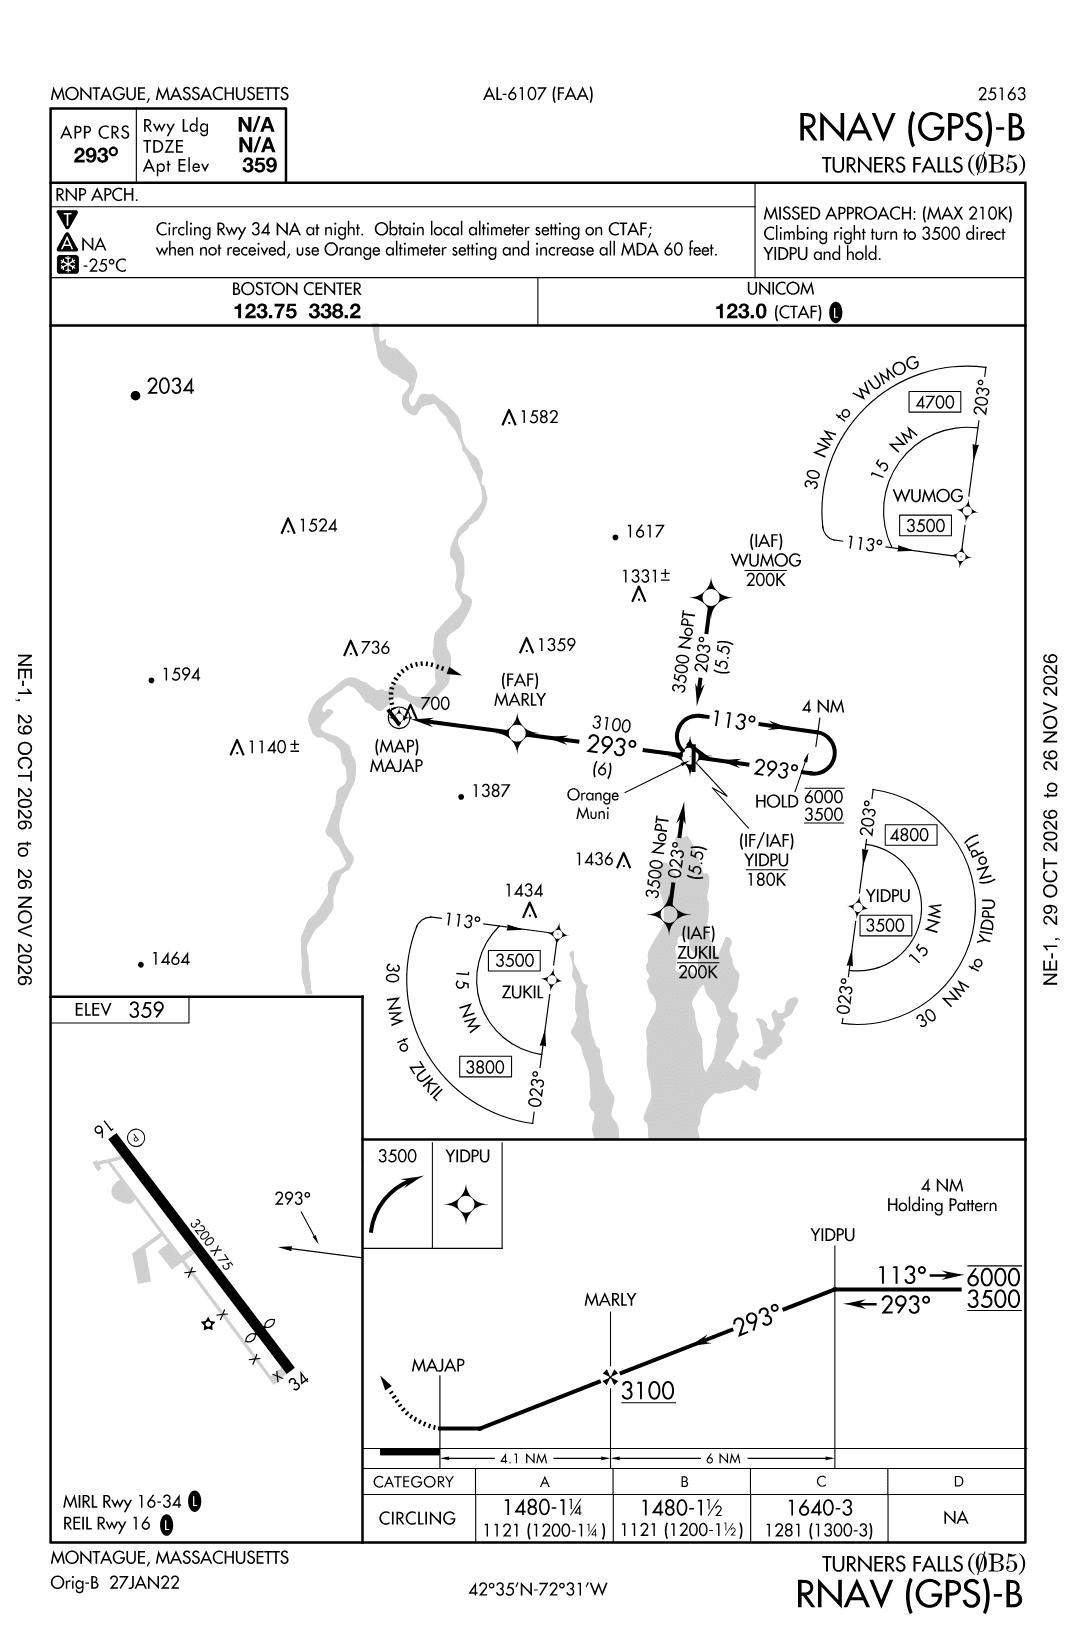 MONTAGUE, MASSACHUSETTS
AL-6107 (FAA)
25163
APP CRS
293°
Rwy Ldg N/A
TDZE N/A
Apt Elev 359
RNAV (GPS)-B
TURNERS FALLS (ØB5)
RNP APCH.
T
A NA
-25°C
Circling Rwy 34 NA at night. Obtain local altimeter setting on CTAF;
when not received, use Orange altimeter setting and increase all MDA 60 feet.
MISSED APPROACH: (MAX 210K)
Climbing right turn to 3500 direct
YIDPU and hold.
BOSTON CENTER
123.75 338.2
UNICOM
123.0 (CTAF) L
2034
1582
1524
1617
1331±
1359
736
1594
700
1140±
1387
1436
1434
1464
30 NM to WUMOG
4700
203°
15 NM
WUMOG
3500
113°
(IAF)
WUMOG
200K
3500 NoPT
203°
(5.5)
(FAF)
MARLY
(MAP)
MAJAP
3100
293°
(6)
Orange
Muni
113°
4 NM
293°
HOLD 6000
3500
(IF/IAF)
YIDPU
180K
3500 NoPT
023°
(5.5)
(IAF)
ZUKIL
200K
203°
4800
YIDPU
3500
15 NM
023°
30 NM to YIDPU (NoPT)
113°
3500
ZUKIL
15 NM
3800
023°
30 NM to ZUKIL
NE-1, 29 OCT 2026 to 26 NOV 2026
NE-1, 29 OCT 2026 to 26 NOV 2026
ELEV 359
16
P
3200 X 75
293°
34
MIRL Rwy 16-34 L
REIL Rwy 16 L
3500
YIDPU
4 NM
Holding Pattern
YIDPU
113°
6000
293°
3500
MARLY
293°
MAJAP
3100
4.1 NM
6 NM
CATEGORY A B C D
CIRCLING
1480-1¼
1121 (1200-1¼)
1480-1½
1121 (1200-1½)
1640-3
1281 (1300-3)
NA
MONTAGUE, MASSACHUSETTS
Orig-B 27JAN22
42°35'N-72°31'W
TURNERS FALLS (ØB5)
RNAV (GPS)-B